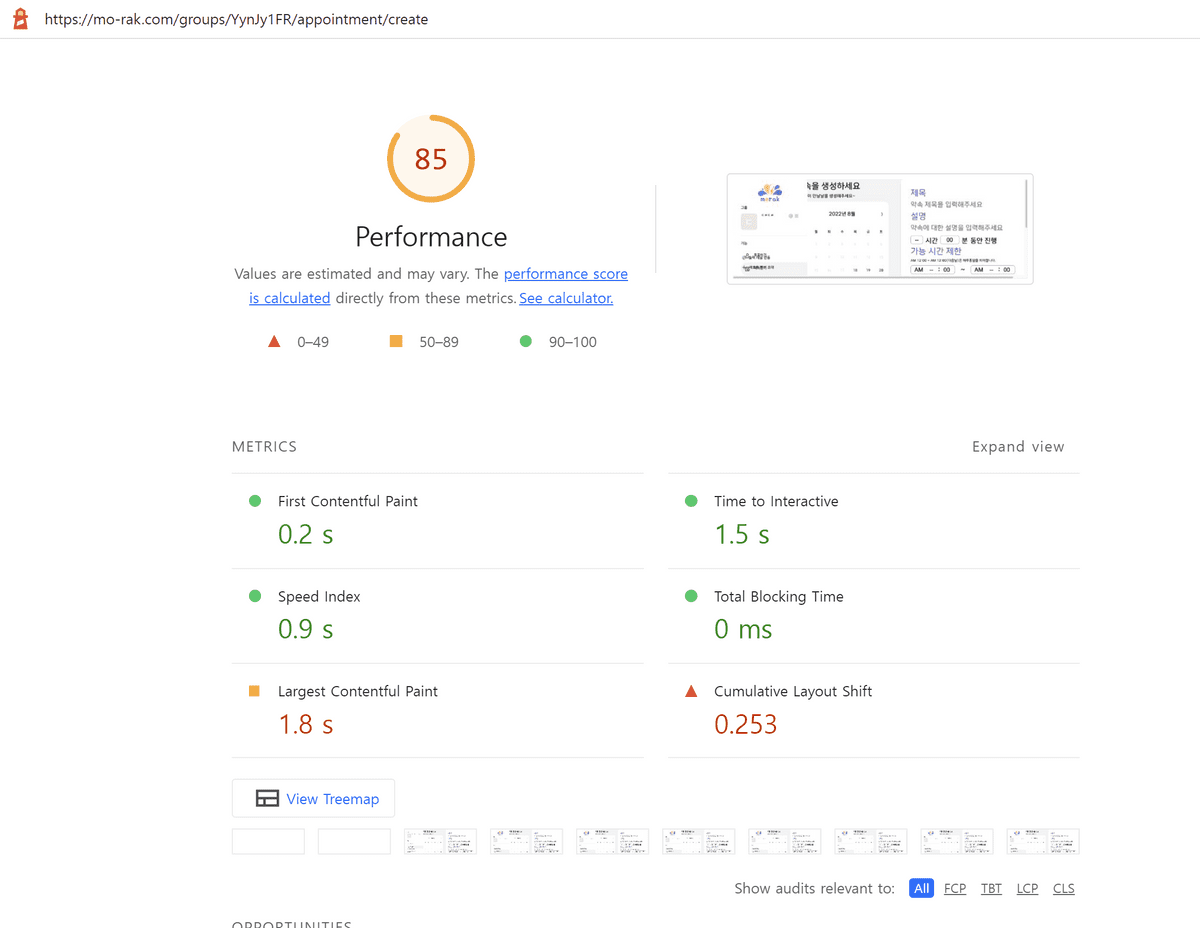 https://mo-rak.com/groups/YynJy1FR/appointment/create
85
Performance
Values are estimated and may vary. The performance score
is calculated directly from these metrics. See calculator.
0–49
50–89
90–100
morak
속을 생성하세요
2022년 8월
제목
약속 제목을 입력해주세요
설명
약속에 대한 설명을 입력해주세요
-- 시간 00 분 동안 진행
가능 시간 제한
AM -- : 00 ~ AM -- : 00
METRICS
Expand view
First Contentful Paint
0.2 s
Time to Interactive
1.5 s
Speed Index
0.9 s
Total Blocking Time
0 ms
Largest Contentful Paint
1.8 s
Cumulative Layout Shift
0.253
View Treemap
Show audits relevant to: All FCP TBT LCP CLS
OPPORTUNITIES